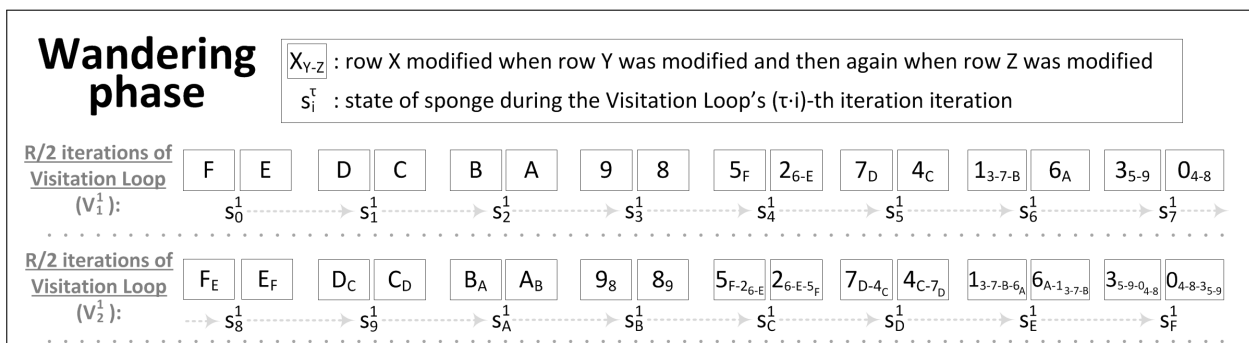 Wandering phase
X_{Y-Z} : row X modified when row Y was modified and then again when row Z was modified
s_i^τ : state of sponge during the Visitation Loop's (τ·i)-th iteration iteration
R/2 iterations of
Visitation Loop
(V_1^1 ):
F E D C B A 9 8 5_F 2_{6-E} 7_D 4_C 1_{3-7-B} 6_A 3_{5-9} 0_{4-8}
s_0^1 s_1^1 s_2^1 s_3^1 s_4^1 s_5^1 s_6^1 s_7^1
R/2 iterations of
Visitation Loop
(V_2^1 ):
F_E E_F D_C C_D B_A A_B 9_8 8_9 5_{F-2_{6-E}} 2_{6-E-5_F} 7_{D-4_C} 4_{C-7_D} 1_{3-7-B-6_A} 6_{A-1_{3-7-B}} 3_{5-9-0_{4-8}} 0_{4-8-3_{5-9}}
s_8^1 s_9^1 s_A^1 s_B^1 s_C^1 s_D^1 s_E^1 s_F^1